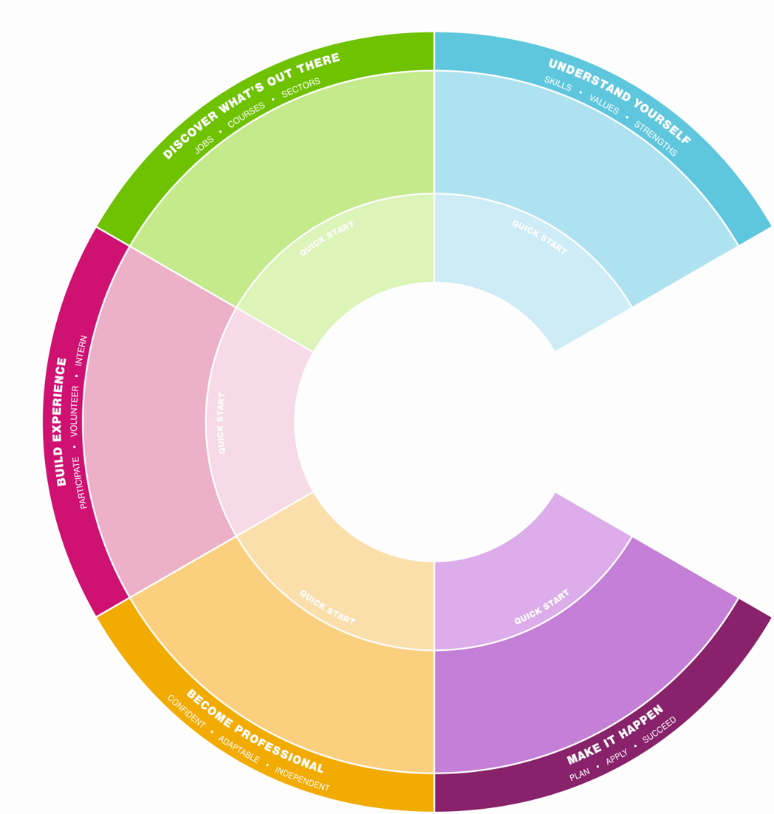 DISCOVER WHAT'S OUT THERE
JOBS • COURSES • SECTORS
QUICK START
UNDERSTAND YOURSELF
SKILLS • VALUES • STRENGTHS
QUICK START
BUILD EXPERIENCE
PARTICIPATE • VOLUNTEER • INTERN
QUICK START
BECOME PROFESSIONAL
CONFIDENT • ADAPTABLE • INDEPENDENT
QUICK START
MAKE IT HAPPEN
PLAN • APPLY • SUCCEED
QUICK START